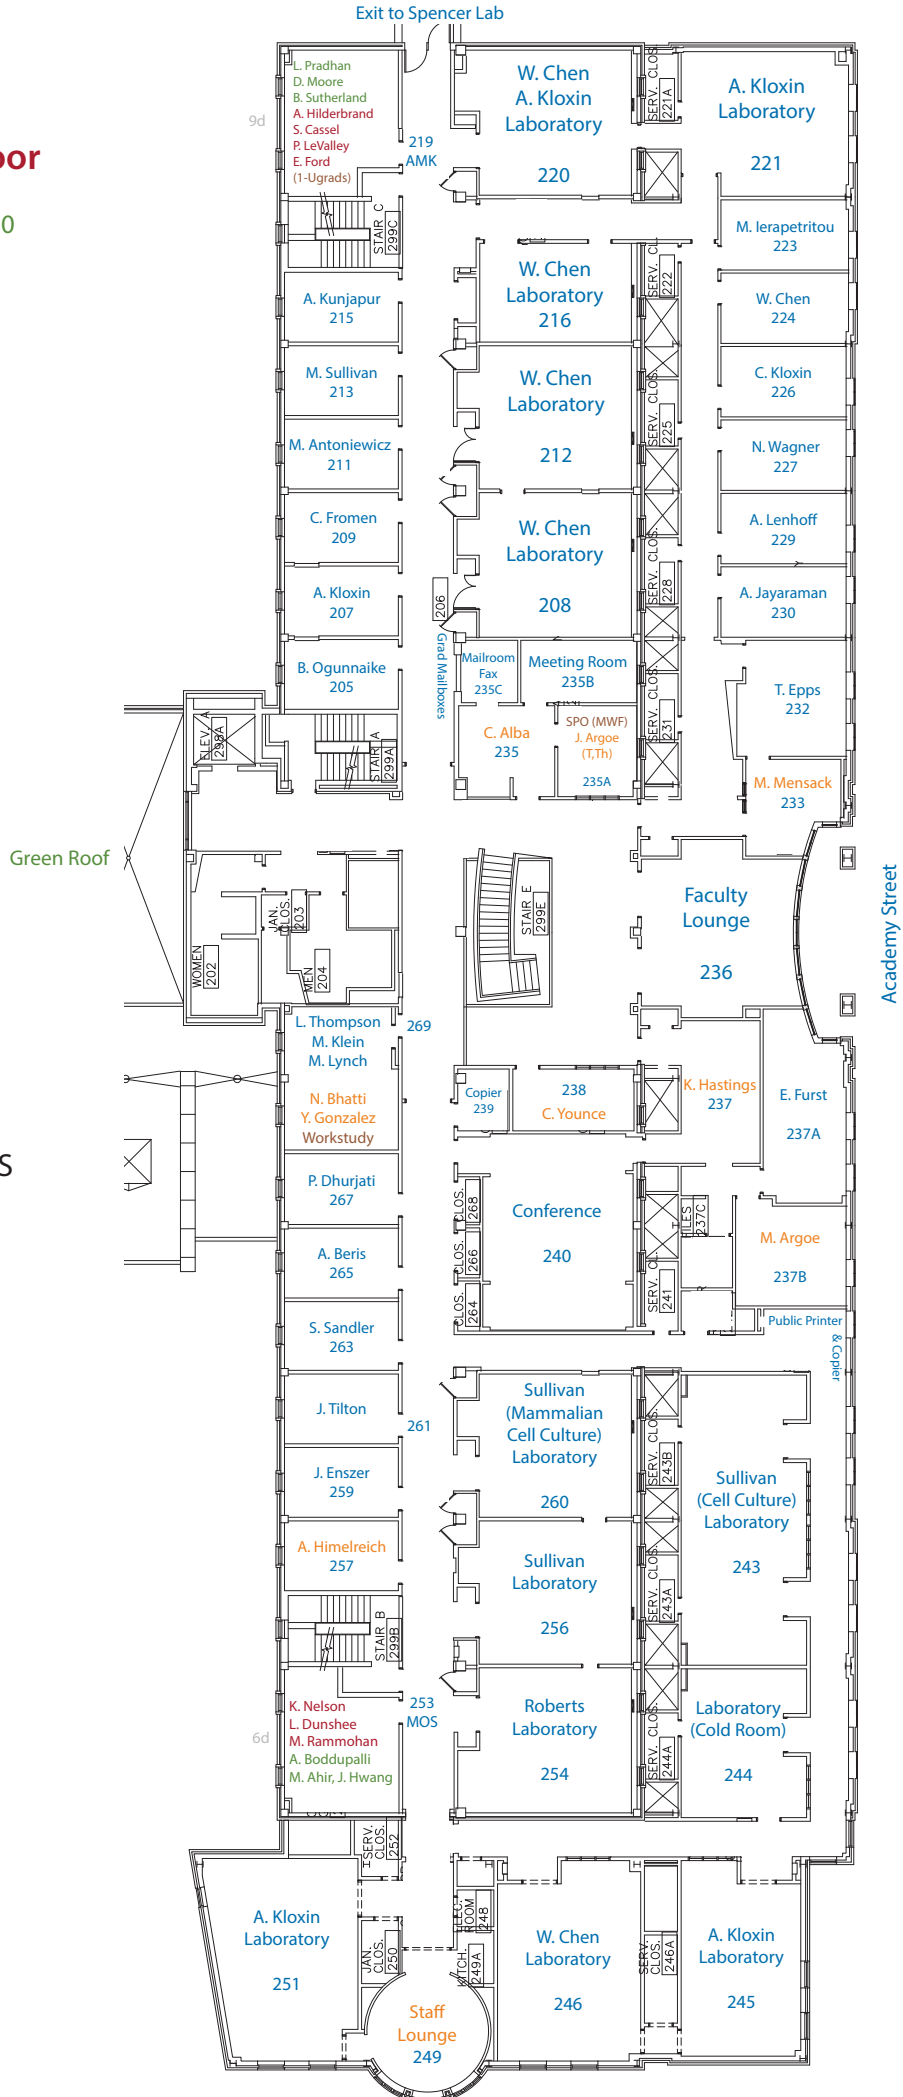 Exit to Spencer Lab
oor
0
9d
L. Pradhan
D. Moore
B. Sutherland
A. Hilderbrand
S. Cassel
P. LeValley
E. Ford
(1-Ugrads)
219
AMK
W. Chen
A. Kloxin
Laboratory
220
SERV. CLOS.
221A
A. Kloxin
Laboratory
221
STAIR C
299C
M. Ierapetritou
223
A. Kunjapur
215
W. Chen
Laboratory
216
SERV. CL.
222
W. Chen
224
M. Sullivan
213
W. Chen
Laboratory
212
SERV. CLOS.
225
C. Kloxin
226
M. Antoniewicz
211
N. Wagner
227
C. Fromen
209
W. Chen
Laboratory
208
A. Lenhoff
229
A. Kloxin
207
206
SERV. CLOS.
228
A. Jayaraman
230
B. Ogunnaike
205
Grad Mailboxes
Mailroom
Fax
235C
Meeting Room
235B
SERV. CLOS.
231
T. Epps
232
ELEV. A
298A
STAIR A
299A
C. Alba
235
SPO (MWF)
J. Argoe
(T,Th)
235A
M. Mensack
233
Green Roof
WOMEN
202
JAN.
CLOS.
203
MEN
204
STAIR E
299E
Faculty
Lounge
236
Academy Street
L. Thompson
M. Klein
M. Lynch
N. Bhatti
Y. Gonzalez
Workstudy
269
Copier
239
238
C. Younce
K. Hastings
237
E. Furst
237A
S
P. Dhurjati
267
CLOS.
268
Conference
240
FILES
237C
M. Argoe
237B
A. Beris
265
CLOS.
266
CLOS.
264
SERV. CL.
241
S. Sandler
263
Public Printer
& Copier
J. Tilton
261
Sullivan
(Mammalian
Cell Culture)
Laboratory
260
SERV. CLOS.
243B
Sullivan
(Cell Culture)
Laboratory
243
J. Enszer
259
A. Himelreich
257
Sullivan
Laboratory
256
SERV. CLOS.
243A
STAIR B
299B
6d
K. Nelson
L. Dunshee
M. Rammohan
A. Boddupalli
M. Ahir, J. Hwang
253
MOS
Roberts
Laboratory
254
SERV. CLOS.
244A
Laboratory
(Cold Room)
244
SERV.
CLOS.
252
A. Kloxin
Laboratory
251
JAN.
CLOS.
250
ELEC.
ROOM
248
KITCH.
249A
W. Chen
Laboratory
246
SERV.
CLOS.
246A
A. Kloxin
Laboratory
245
Staff
Lounge
249